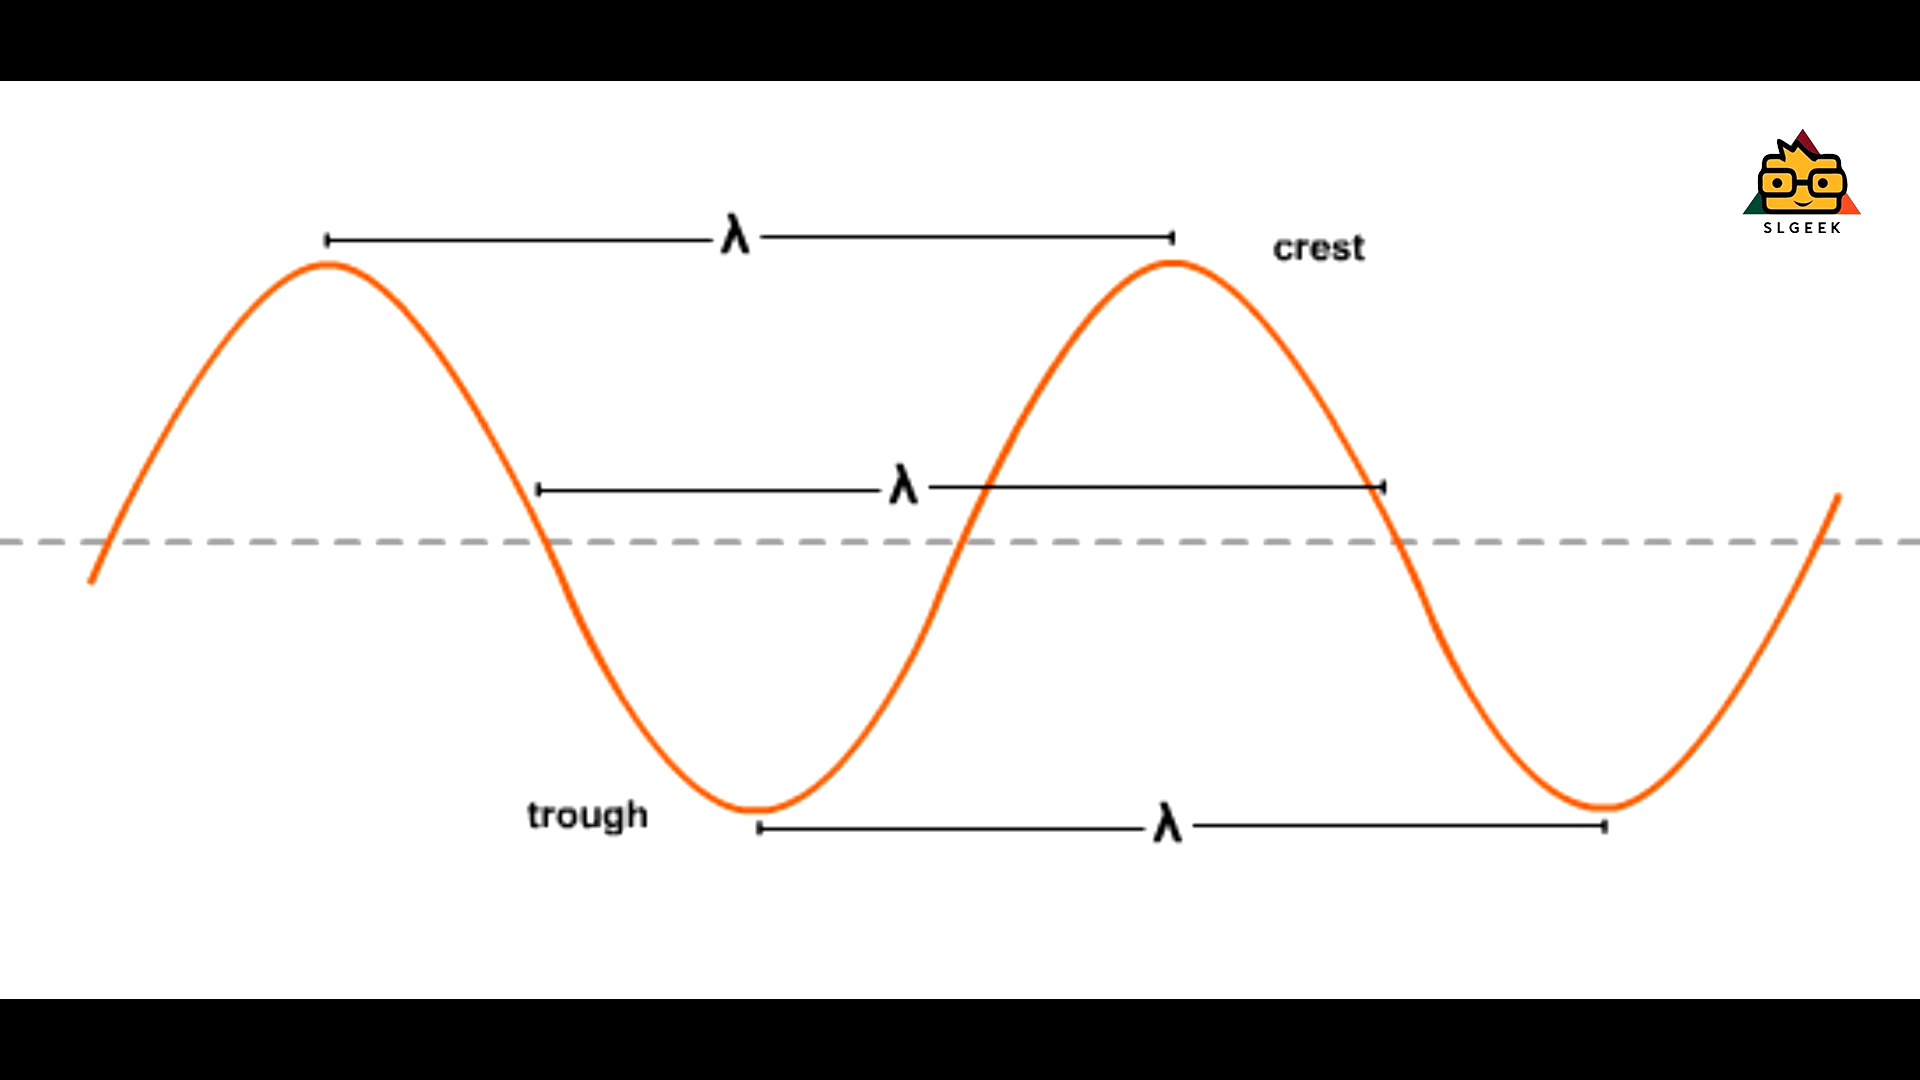 λ
crest
SLGEEK
λ
trough
λ